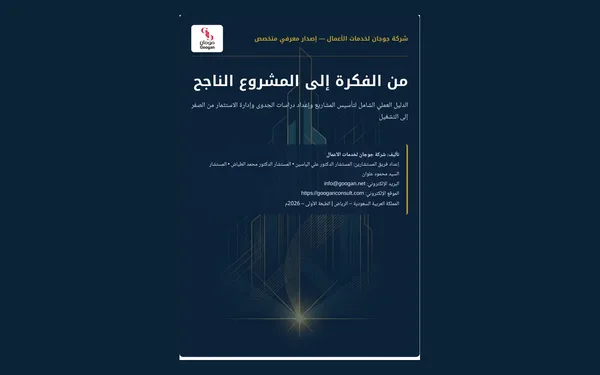 شركة جوجان لخدمات الأعمال — إصدار معرفي متخصص
جوجان
Googan
من الفكرة إلى المشروع الناجح
الدليل العملي الشامل لتأسيس المشاريع وإعداد دراسات الجدوى وإدارة الاستثمار من الصفر
إلى التشغيل
تأليف: شركة جوجان لخدمات الأعمال
إعداد فريق المستشارين: المستشار الدكتور علي الياسين • المستشار الدكتور محمد الطياش • المستشار
السيد محمود علوان
البريد الإلكتروني: info@googan.net
الموقع الإلكتروني: https://googanconsult.com
المملكة العربية السعودية – الرياض | الطبعة الأولى – 2026م